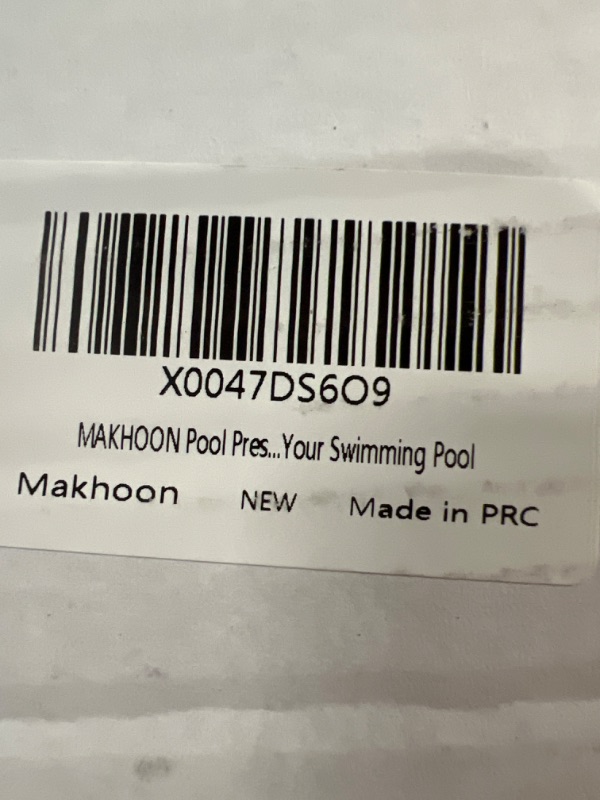 X0047DS6O9
MAKHOON Pool Pres...Your Swimming Pool
Makhoon NEW Made in PRC